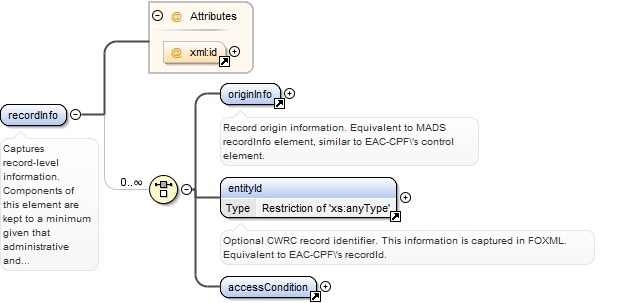 Attributes
@ xml:id
originInfo
Record origin information. Equivalent to MADS
recordInfo element, similar to EAC-CPF\'s control
element.
recordInfo
Captures
record-level
information.
Components of
this element are
kept to a minimum
given that
administrative
and...
0..∞
entityId
Type Restriction of 'xs:anyType'
Optional CWRC record identifier. This information is captured in FOXML.
Equivalent to EAC-CPF\'s recordId.
accessCondition